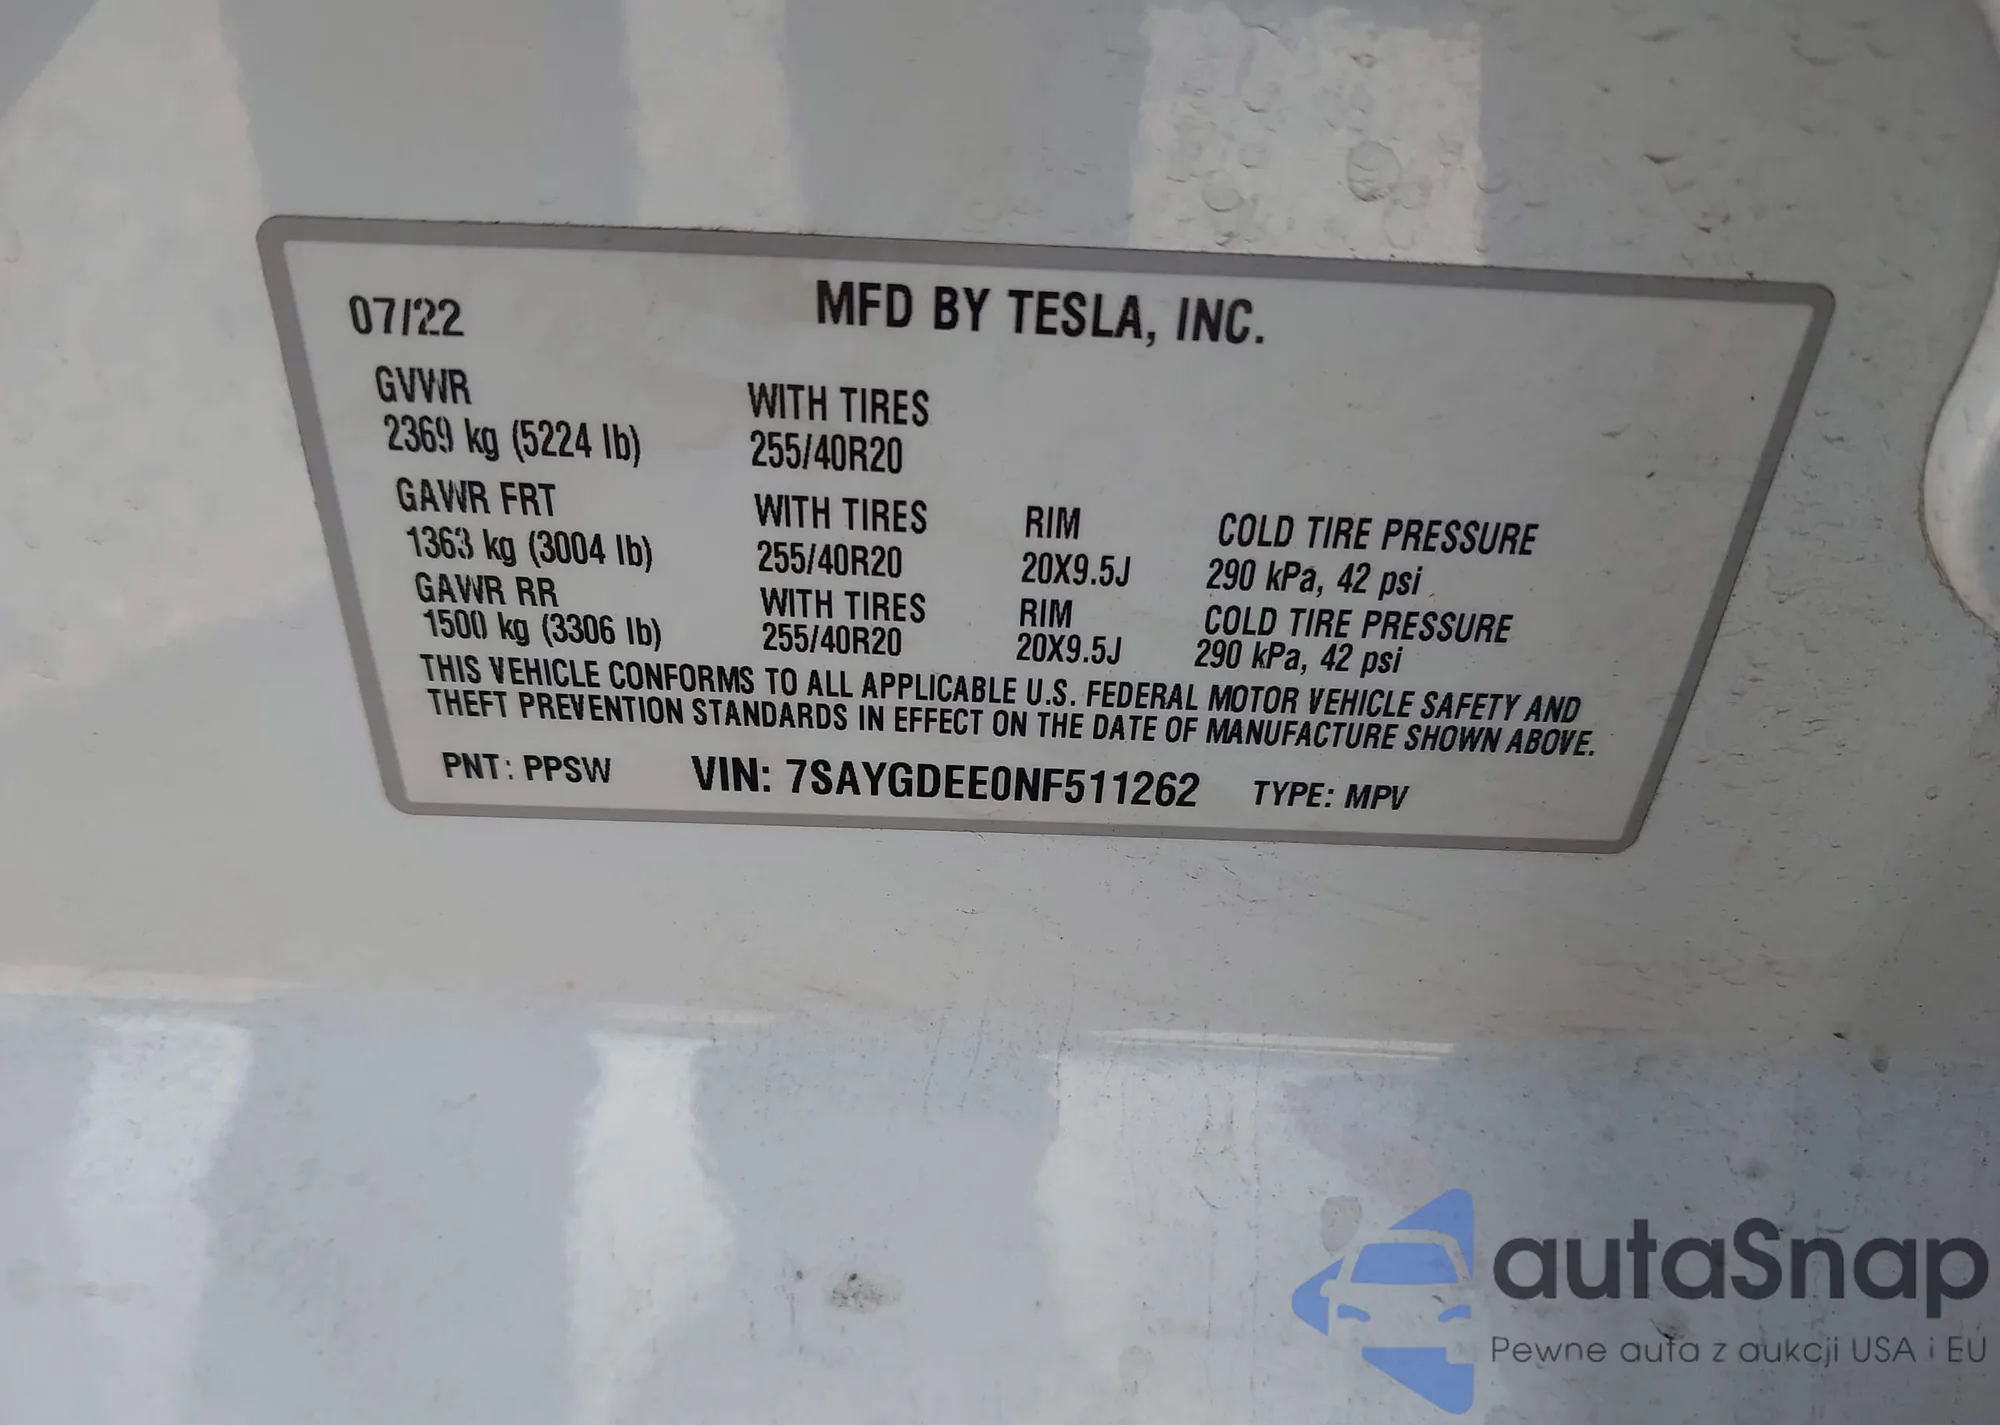 07/22 MFD BY TESLA, INC.
GVWR WITH TIRES
2369 kg (5224 lb) 255/40R20
GAWR FRT WITH TIRES RIM COLD TIRE PRESSURE
1363 kg (3004 lb) 255/40R20 20X9.5J 290 kPa, 42 psi
GAWR RR WITH TIRES RIM COLD TIRE PRESSURE
1500 kg (3306 lb) 255/40R20 20X9.5J 290 kPa, 42 psi
THIS VEHICLE CONFORMS TO ALL APPLICABLE U.S. FEDERAL MOTOR VEHICLE SAFETY AND
THEFT PREVENTION STANDARDS IN EFFECT ON THE DATE OF MANUFACTURE SHOWN ABOVE.
PNT: PPSW VIN: 7SAYGDEE0NF511262 TYPE: MPV
autaSnap
Pewne auta z aukcji USA i EU